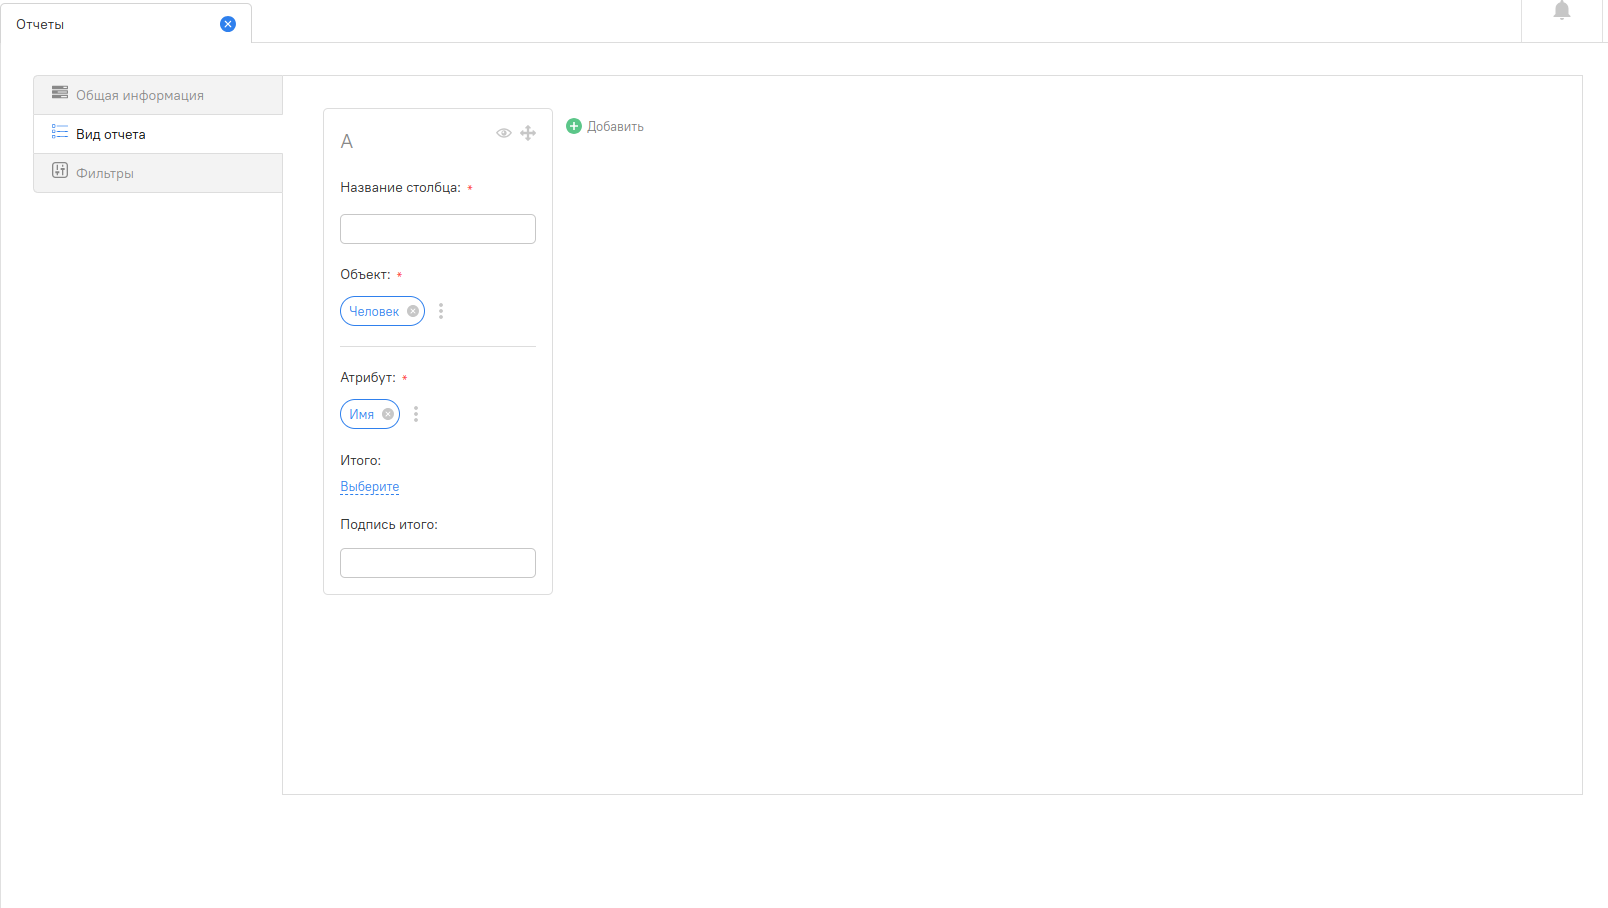 Отчеты
Общая информация
Вид отчета
Фильтры
A
Добавить
Название столбца: *
Объект: *
Человек
Атрибут: *
Имя
Итого:
Выберите
Подпись итого: